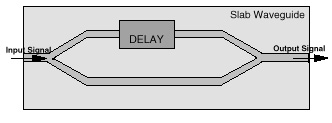 Slab Waveguide
DELAY
Input Signal
Output Signal